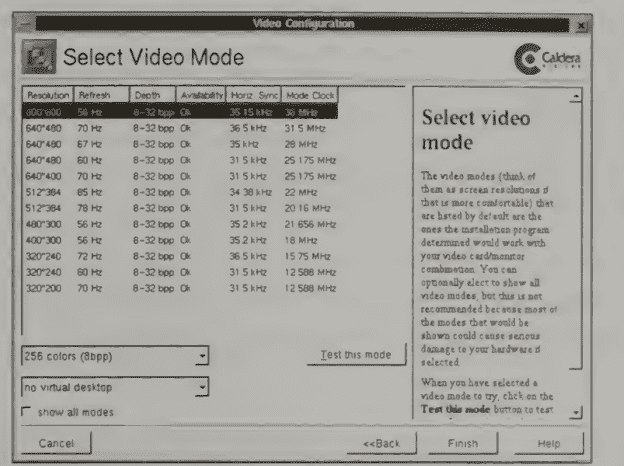 Video Configuration
Select Video Mode
Caldera
Resolution Refresh Depth Availability Horiz Sync Mode Clock
800*600 56 Hz 8-32 bpp Ok 35 15 kHz 36 MHz
640*480 70 Hz 8-32 bpp Ok 36 5 kHz 31 5 MHz
640*480 67 Hz 8-32 bpp Ok 35 kHz 28 MHz
640*480 60 Hz 8-32 bpp Ok 31 5 kHz 25 175 MHz
640*400 70 Hz 8-32 bpp Ok 31 5 kHz 25 175 MHz
512*384 85 Hz 8-32 bpp Ok 34 38 kHz 22 MHz
512*384 78 Hz 8-32 bpp Ok 31 5 kHz 20 16 MHz
480*300 56 Hz 8-32 bpp Ok 35 2 kHz 21 656 MHz
400*300 56 Hz 8-32 bpp Ok 35 2 kHz 18 MHz
320*240 72 Hz 8-32 bpp Ok 36.5 kHz 15 75 MHz
320*240 60 Hz 8-32 bpp Ok 31 5 kHz 12 588 MHz
320*200 70 Hz 8-32 bpp Ok 31 5 kHz 12 588 MHz
256 colors (8bpp)
Test this mode
no virtual desktop
show all modes
Select video
mode
The video modes (think of
them as screen resolutions if
that is more comfortable) that
are listed by default are the
ones the installation program
determined would work with
your video card/monitor
combination. You can
optionally elect to show all
video modes, but this is not
recommended because most of
the modes that would be
shown could cause serious
damage to your hardware if
selected
When you have selected a
video mode to try, click on the
Test this mode button to test
Cancel <<Back Finish Help